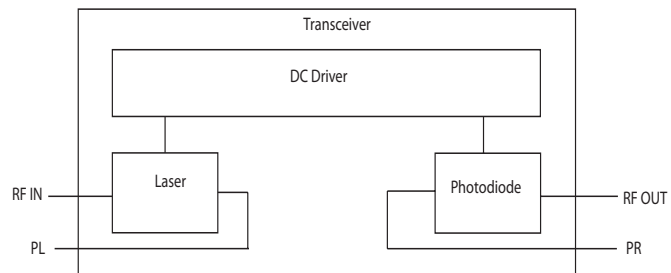 Transceiver
DC Driver
Laser
Photodiode
RF IN
RF OUT
PL
PR